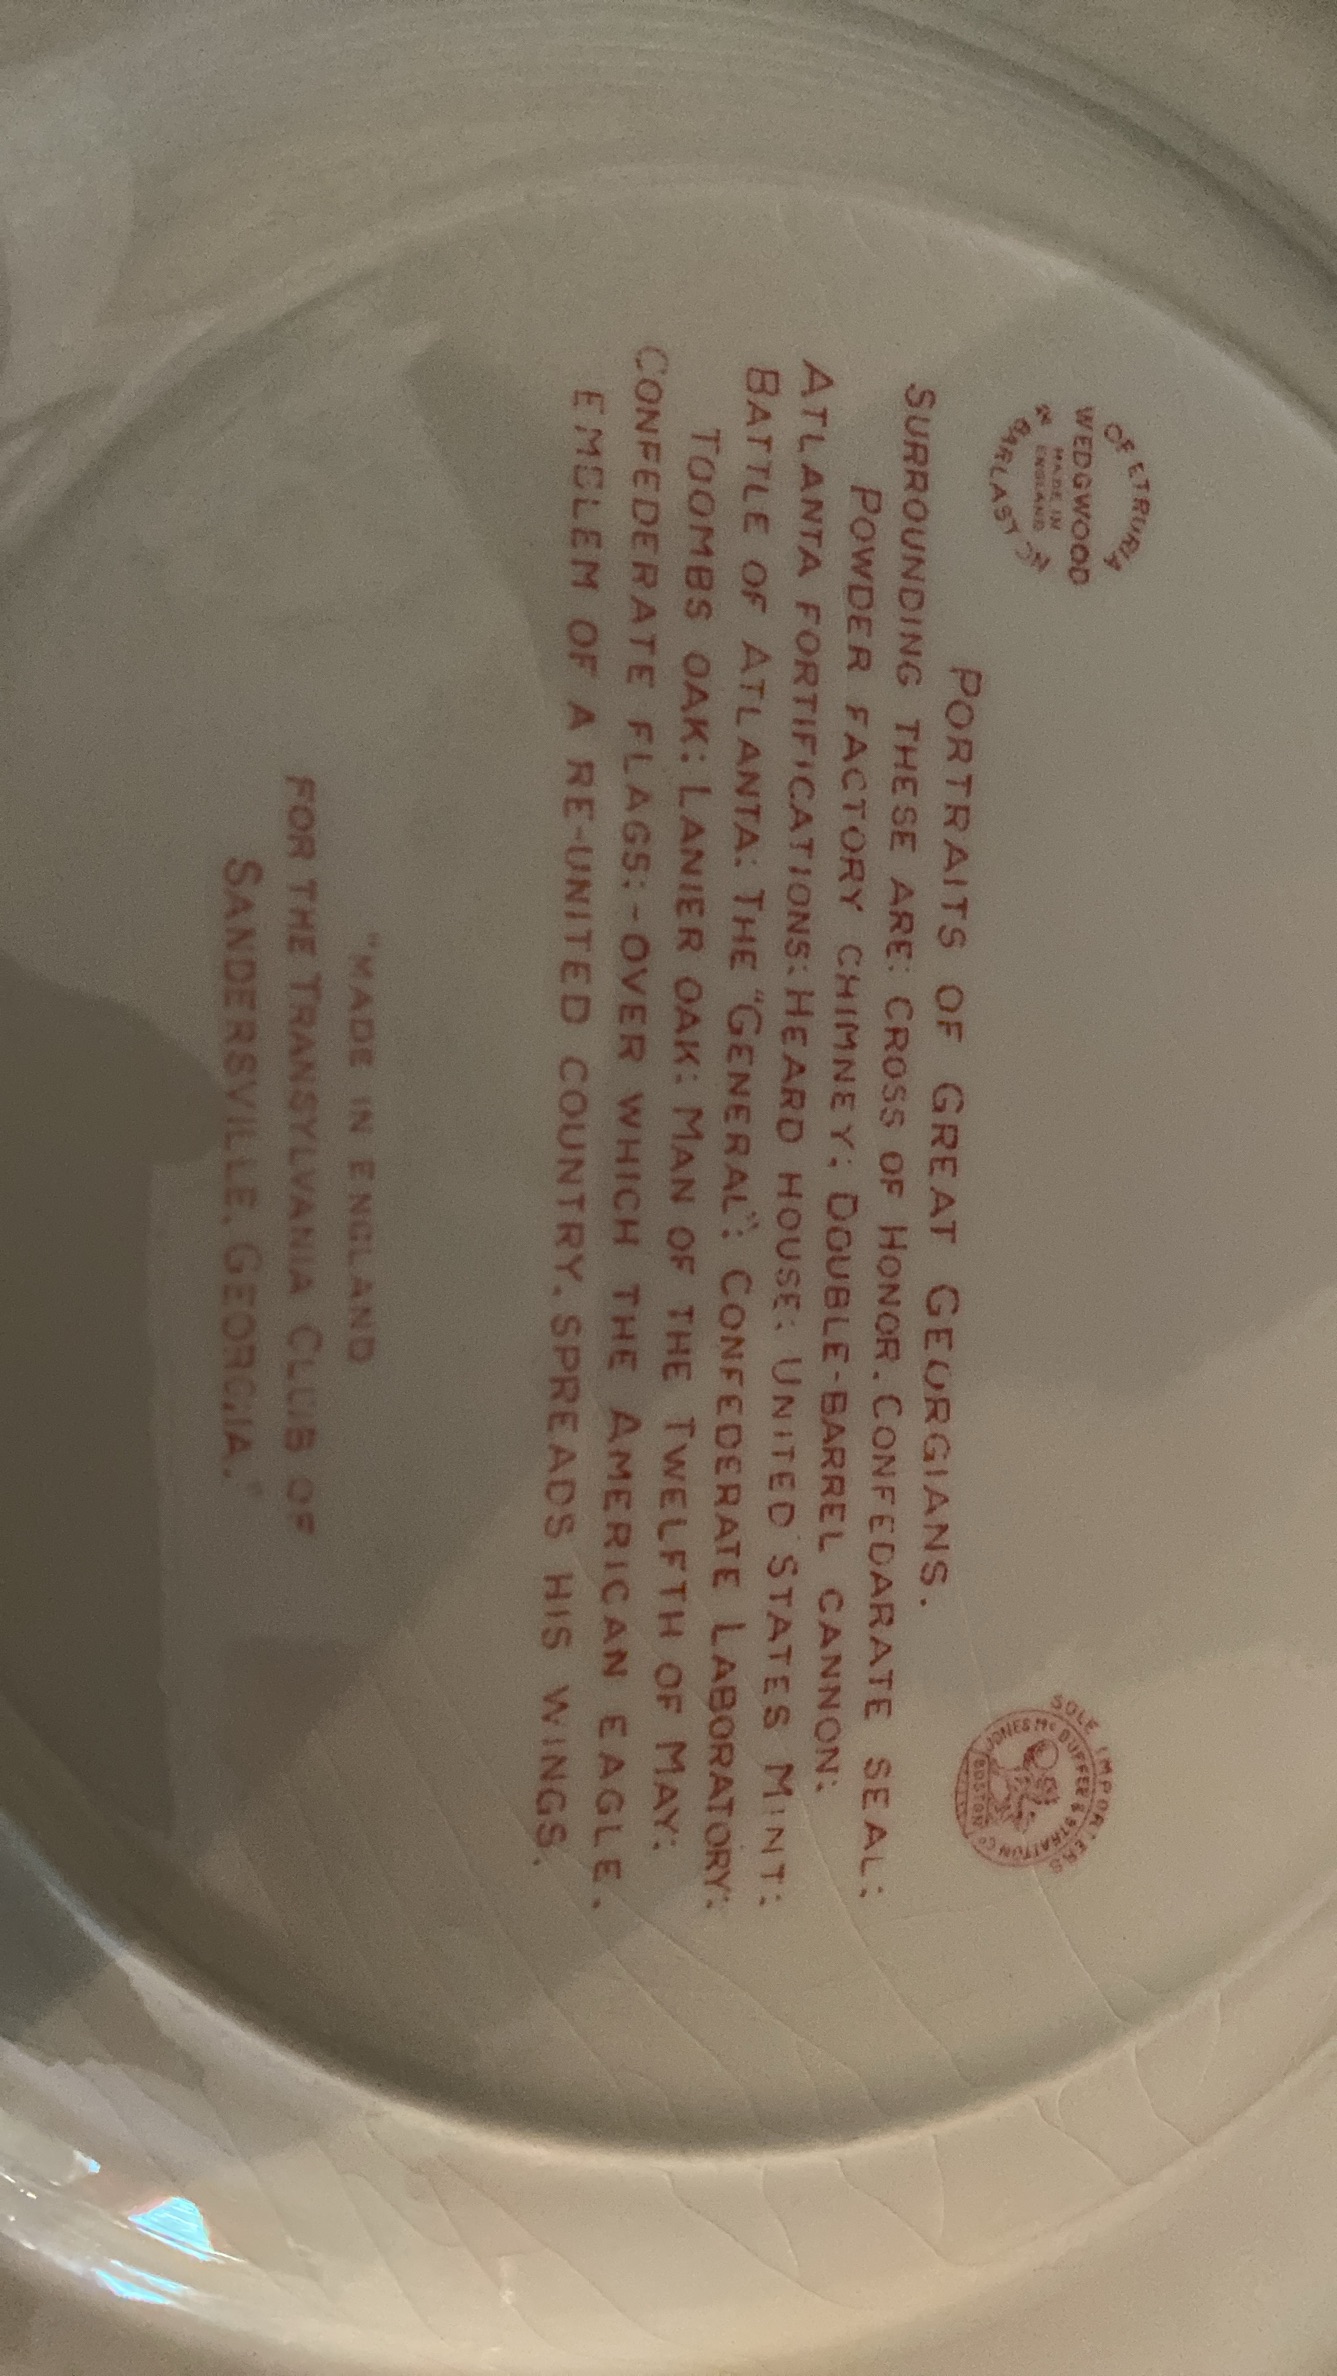 OF ETRURIA
WEDGWOOD
MADE IN
ENGLAND
& BARLASTON
SOLE IMPORTERS
JONES MCDUFFEE & STRATTON CO
BOSTON
PORTRAITS OF GREAT GEORGIANS.
SURROUNDING THESE ARE: CROSS OF HONOR. CONFEDARATE SEAL:
POWDER FACTORY CHIMNEY: DOUBLE-BARREL CANNON:
ATLANTA FORTIFICATIONS: HEARD HOUSE: UNITED STATES MINT:
BATTLE OF ATLANTA: THE "GENERAL": CONFEDERATE LABORATORY:
TOOMBS OAK: LANIER OAK: MAN OF THE TWELFTH OF MAY:
CONFEDERATE FLAGS:-OVER WHICH THE AMERICAN EAGLE.
EMBLEM OF A RE-UNITED COUNTRY. SPREADS HIS WINGS.
"MADE IN ENGLAND
FOR THE TRANSYLVANIA CLUB OF
SANDERSVILLE, GEORGIA."